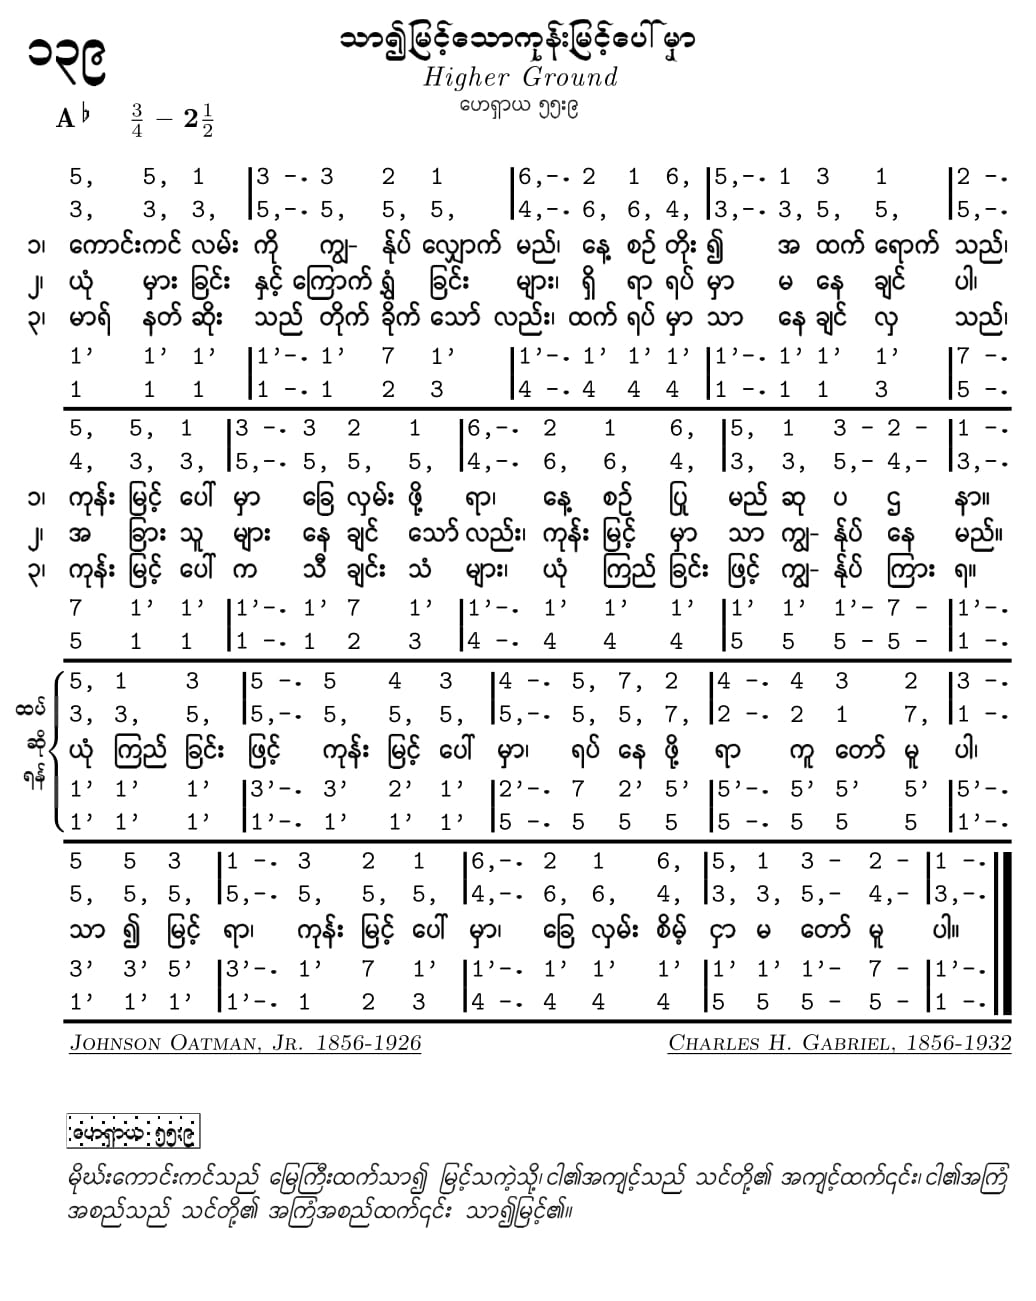 ၁၃၉
သာ၍မြင့်သောကုန်းမြင့်ပေါ်မှာ
Higher Ground
ဟေရှာယ ၅၅း၉
A♭ 3/4 – 2 1/2
5, 5, 1 |3 -. 3 2 1 |6,-. 2 1 6, |5,-. 1 3 1 |2 -.
3, 3, 3, |5,-. 5, 5, 5, |4,-. 6, 6, 4, |3,-. 3, 5, 5, |5,-.
၁၊ ကောင်းကင် လမ်း ကို ကျွ- န်ုပ် လျှောက် မည်၊ နေ့ စဉ် တိုး ၍ အ ထက် ရောက် သည်၊
၂၊ ယုံ မှား ခြင်း နှင့် ကြောက် ရွှံ ခြင်း များ၊ ရှိ ရာ ရပ် မှာ မ နေ ချင် ပါ၊
၃၊ မာရ် နတ် ဆိုး သည် တိုက် ခိုက် သော် လည်း၊ ထက် ရပ် မှာ သာ နေ ချင် လှ သည်၊
1’ 1’ 1’ |1’-. 1’ 7 1’ |1’-. 1’ 1’ 1’ |1’-. 1’ 1’ 1’ |7 -.
1 1 1 |1 -. 1 2 3 |4 -. 4 4 4 |1 -. 1 1 3 |5 -.
5, 5, 1 |3 -. 3 2 1 |6,-. 2 1 6, |5, 1 3 - 2 - |1 -.
4, 3, 3, |5,-. 5, 5, 5, |4,-. 6, 6, 4, |3, 3, 5,- 4,- |3,-.
၁၊ ကုန်း မြင့် ပေါ် မှာ ခြေ လှမ်း ဖို့ ရာ၊ နေ့ စဉ် ပြု မည် ဆု ပ ဌ နာ။
၂၊ အ ခြား သူ များ နေ ချင် သော် လည်း၊ ကုန်း မြင့် မှာ သာ ကျွ- န်ုပ် နေ မည်။
၃၊ ကုန်း မြင့် ပေါ် က သီ ချင်း သံ များ၊ ယုံ ကြည် ခြင်း ဖြင့် ကျွ- န်ုပ် ကြား ရ။
7 1’ 1’ |1’-. 1’ 7 1’ |1’-. 1’ 1’ 1’ |1’ 1’ 1’- 7 - |1’-.
5 1 1 |1 -. 1 2 3 |4 -. 4 4 4 |5 5 5 - 5 - |1 -.
ထပ်ဆိုရန်
5, 1 3 |5 -. 5 4 3 |4 -. 5, 7, 2 |4 -. 4 3 2 |3 -.
3, 3, 5, |5,-. 5, 5, 5, |5,-. 5, 5, 7, |2 -. 2 1 7, |1 -.
ယုံ ကြည် ခြင်း ဖြင့် ကုန်း မြင့် ပေါ် မှာ၊ ရပ် နေ ဖို့ ရာ ကူ တော် မူ ပါ၊
1’ 1’ 1’ |3’-. 3’ 2’ 1’ |2’-. 7 2’ 5’ |5’-. 5’ 5’ 5’ |5’-.
1’ 1’ 1’ |1’-. 1’ 1’ 1’ |5 -. 5 5 5 |5 -. 5 5 5 |1’-.
5 5 3 |1 -. 3 2 1 |6,-. 2 1 6, |5, 1 3 - 2 - |1 -.
5, 5, 5, |5,-. 5, 5, 5, |4,-. 6, 6, 4, |3, 3, 5,- 4,- |3,-.
သာ ၍ မြင့် ရာ၊ ကုန်း မြင့် ပေါ် မှာ၊ ခြေ လှမ်း စိမ့် ငှာ မ တော် မူ ပါ။
3’ 3’ 5’ |3’-. 1’ 7 1’ |1’-. 1’ 1’ 1’ |1’ 1’ 1’- 7 - |1’-.
1’ 1’ 1’ |1’-. 1 2 3 |4 -. 4 4 4 |5 5 5 - 5 - |1 -.
Johnson Oatman, Jr. 1856-1926 Charles H. Gabriel, 1856-1932
ဟေရှာယ ၅၅း၉
မိုဃ်းကောင်းကင်သည် မြေကြီးထက်သာ၍ မြင့်သကဲ့သို့၊ ငါ၏အကျင့်သည် သင်တို့၏ အကျင့်ထက်၎င်း၊ ငါ၏အကြံ
အစည်သည် သင်တို့၏ အကြံအစည်ထက်၎င်း သာ၍မြင့်၏။